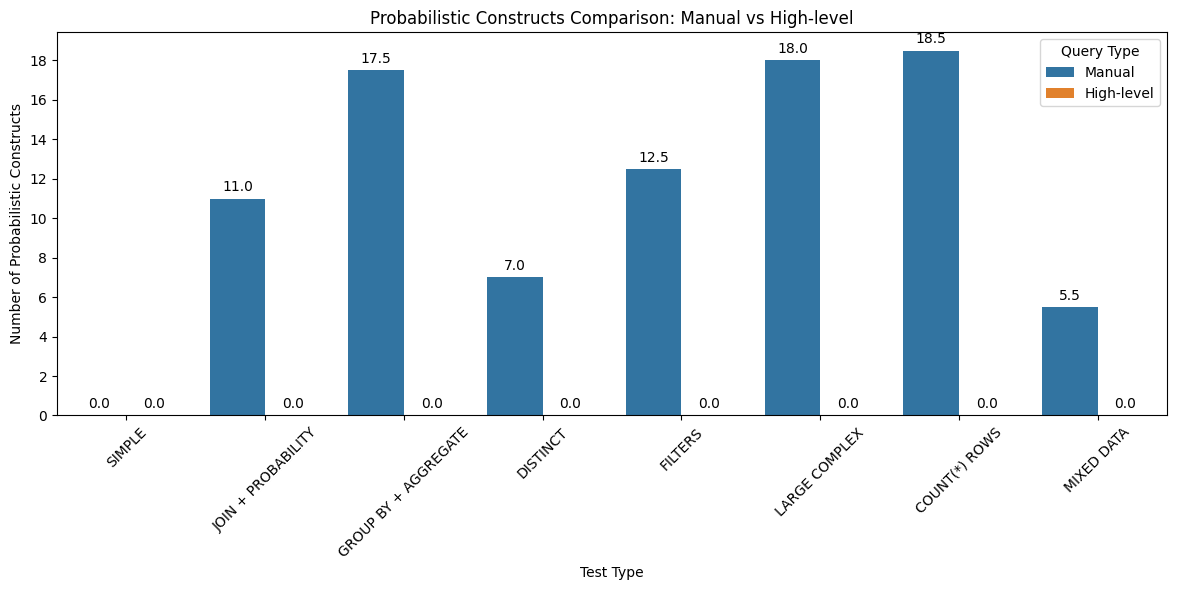 Probabilistic Constructs Comparison: Manual vs High-level
Number of Probabilistic Constructs
18
16
14
12
10
8
6
4
2
0
0.0
0.0
11.0
0.0
17.5
0.0
7.0
0.0
12.5
0.0
18.0
0.0
18.5
0.0
5.5
0.0
Query Type
Manual
High-level
SIMPLE
JOIN + PROBABILITY
GROUP BY + AGGREGATE
DISTINCT
FILTERS
LARGE COMPLEX
COUNT(*) ROWS
MIXED DATA
Test Type